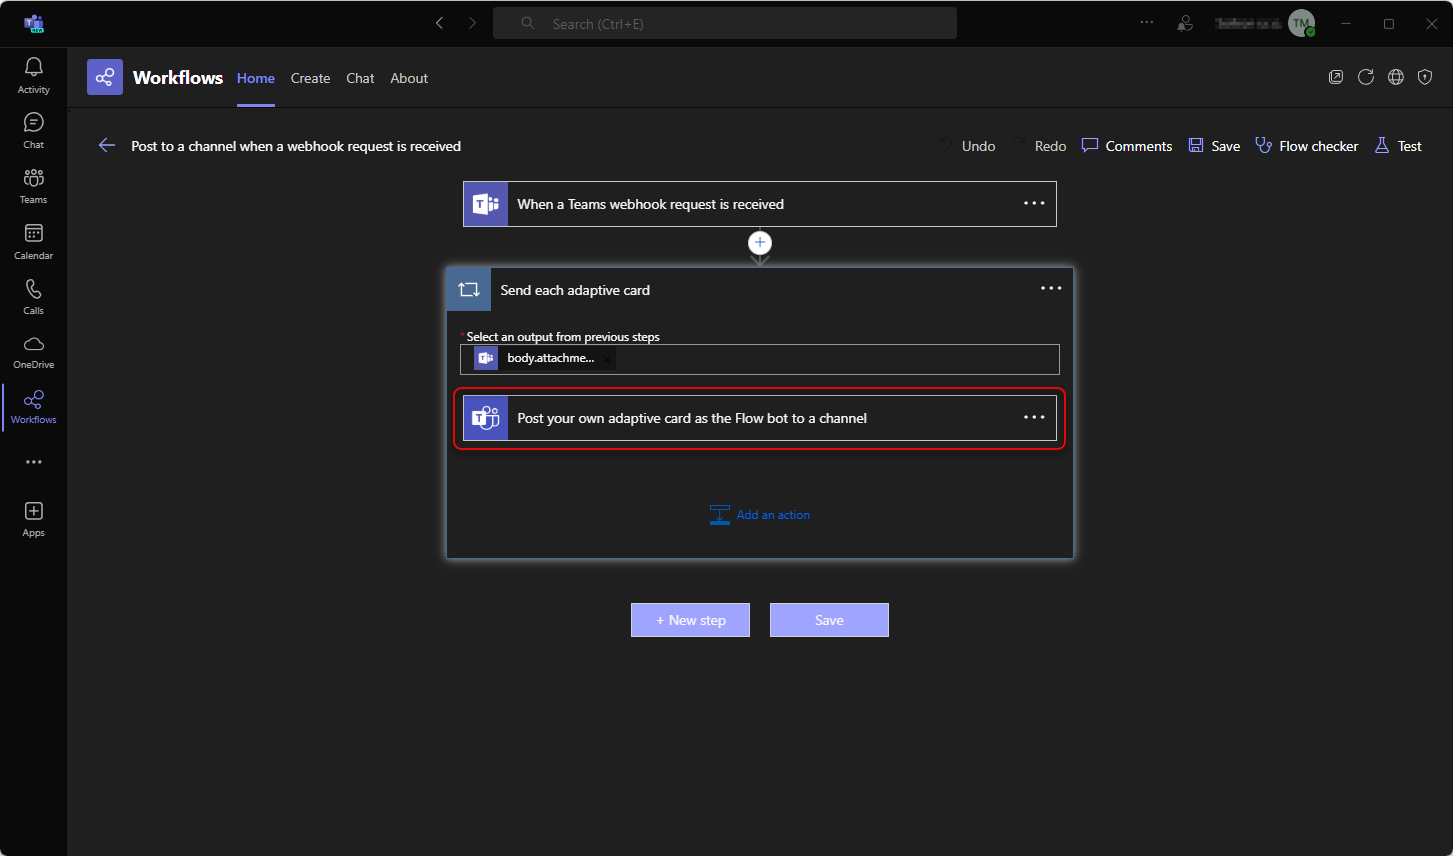 Search (Ctrl+E)
TM
Activity
Chat
Teams
Calendar
Calls
OneDrive
Workflows
Apps
Workflows Home Create Chat About
Post to a channel when a webhook request is received
Undo Redo Comments Save Flow checker Test
When a Teams webhook request is received
Send each adaptive card
* Select an output from previous steps
body.attachme... ×
Post your own adaptive card as the Flow bot to a channel
Add an action
+ New step Save